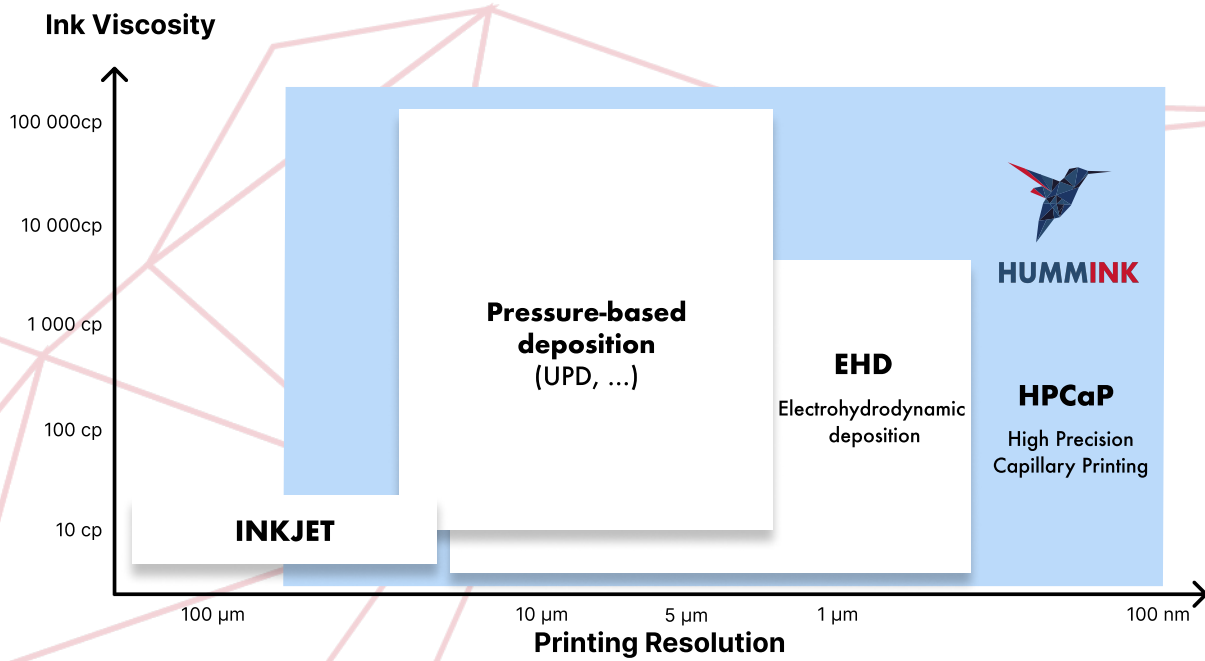 Ink Viscosity
100 000cp
10 000cp
1 000 cp
100 cp
10 cp
Pressure-based
deposition
(UPD, ...)
EHD
Electrohydrodynamic
deposition
HUMMINK
HPCaP
High Precision
Capillary Printing
INKJET
100 µm
10 µm
5 µm
1 µm
100 nm
Printing Resolution